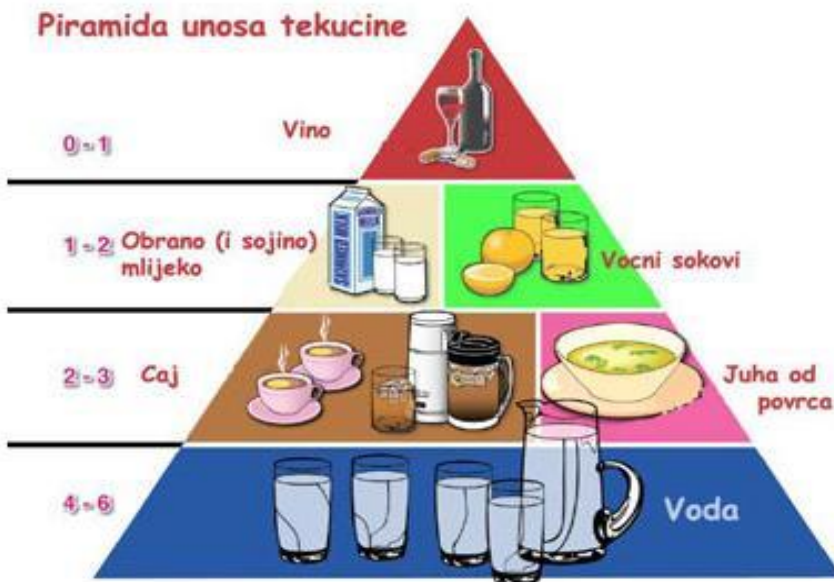 Piramida unosa tekucine
0-1
Vino
1-2
Obrano (i sojino)
mlijeko
Vocni sokovi
2-3
Caj
Juha od
povrca
4-6
Voda